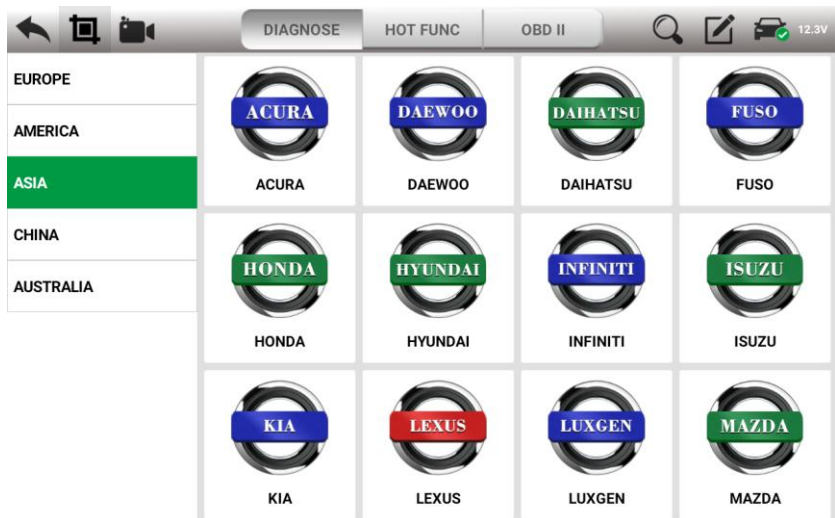 DIAGNOSE HOT FUNC OBD II 12.3V
EUROPE
AMERICA
ASIA
CHINA
AUSTRALIA
ACURA DAEWOO DAIHATSU FUSO
ACURA DAEWOO DAIHATSU FUSO
HONDA HYUNDAI INFINITI ISUZU
HONDA HYUNDAI INFINITI ISUZU
KIA LEXUS LUXGEN MAZDA
KIA LEXUS LUXGEN MAZDA